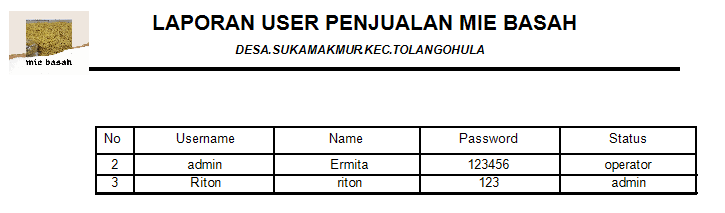 LAPORAN USER PENJUALAN MIE BASAH
DESA.SUKAMAKMUR.KEC.TOLANGOHULA
mie basah
No Username Name Password Status
2 admin Ermita 123456 operator
3 Riton riton 123 admin